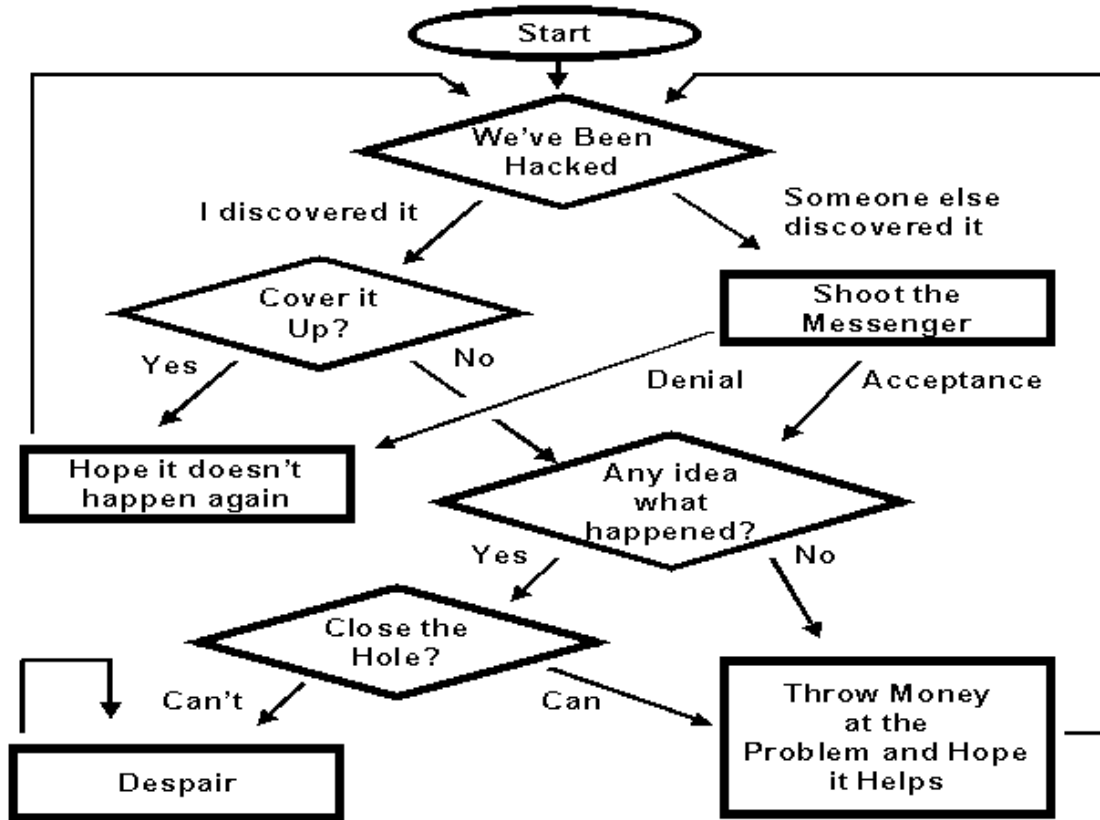 Start
We've Been
Hacked
I discovered it
Someone else
discovered it
Cover it
Up?
Shoot the
Messenger
Yes
No
Denial
Acceptance
Hope it doesn't
happen again
Any idea
what
happened?
Yes
No
Close the
Hole?
Can't
Can
Throw Money
at the
Problem and Hope
it Helps
Despair